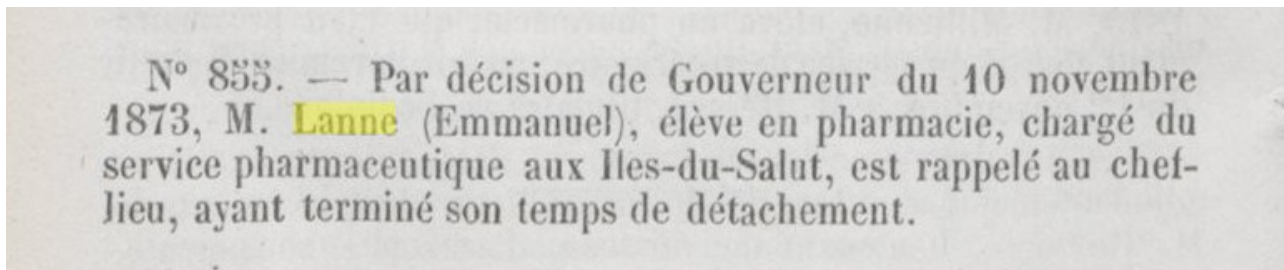 N° 855. — Par décision de Gouverneur du 10 novembre
1873, M. Lanne (Emmanuel), élève en pharmacie, chargé du
service pharmaceutique aux Iles-du-Salut, est rappelé au chef-
lieu, ayant terminé son temps de détachement.